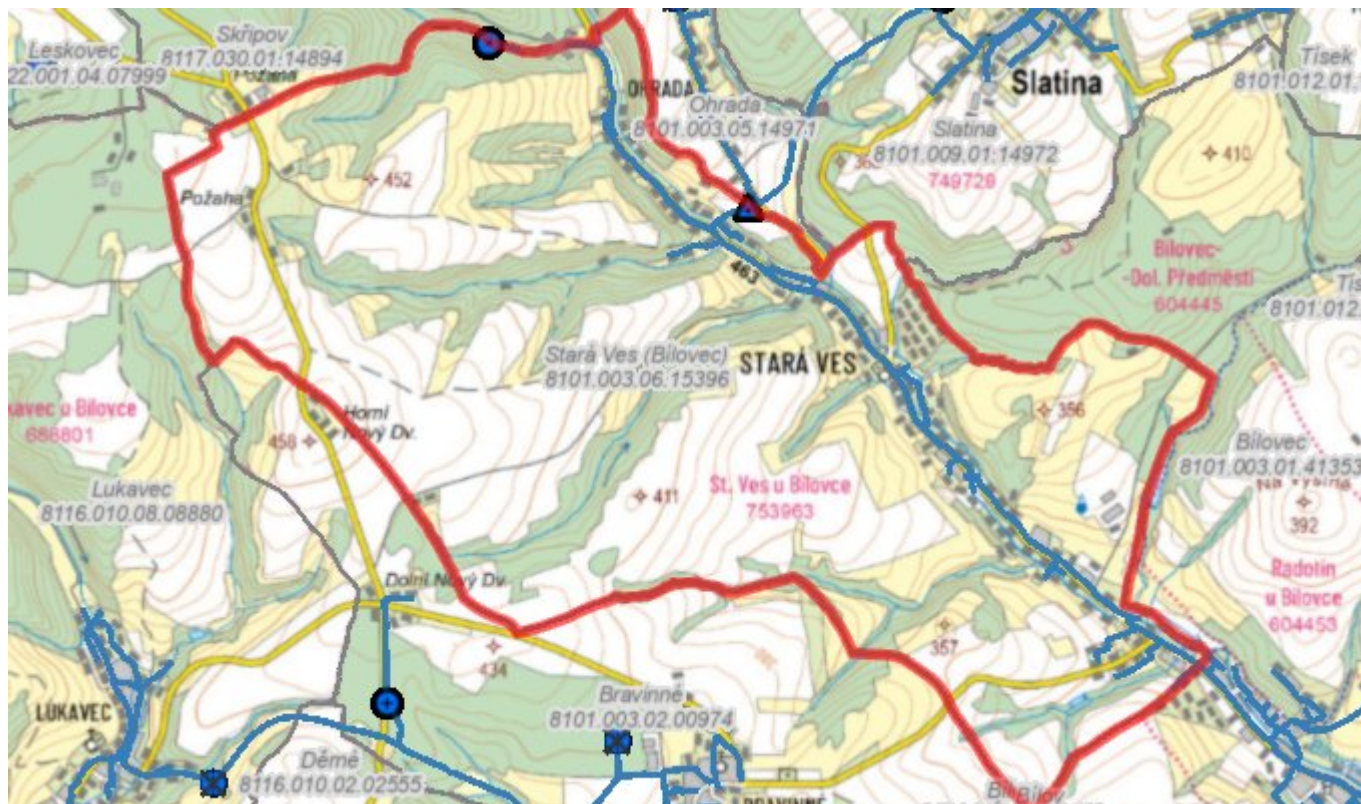 Leskovec
22.001.04.07999
Skřipov
8117.030.01:14894
Požaha
OHRADA
Ohrada
8101.003.05.14971
Slatina
Slatina
8101.009.01:14972
749729
Tísek
8101.012.01.
410
452
Požaha
463
3
Bílovec-
-Dol. Předměstí
604445
8101.012.
Stará Ves (Bílovec)
8101.003.06.15396
STARÁ VES
356
kavec u Bílovce
686801
Horní
Nový Dv.
458
Bílovec
8101.003.01.41353
392
Lukavec
8116.010.08.08880
411
St. Ves u Bílovce
753963
Radotín
u Bílovce
604453
Dolní Nový Dv.
434
357
LUKAVEC
Bravinné
8101.003.02.00974
Děrné
8116.010.02.02555